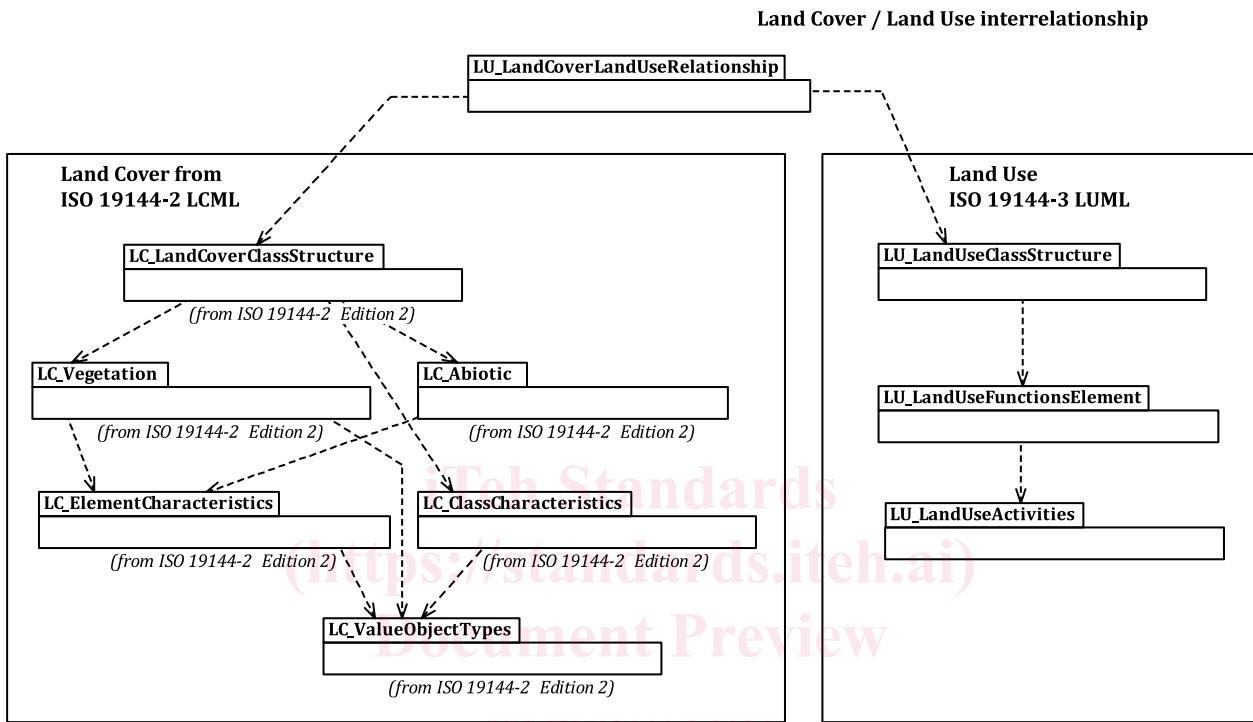 Land Cover / Land Use interrelationship
LU_LandCoverLandUseRelationship
Land Cover from
ISO 19144-2 LCML
Land Use
ISO 19144-3 LUML
LC_LandCoverClassStructure
(from ISO 19144-2 Edition 2)
LU_LandUseClassStructure
LC_Vegetation
(from ISO 19144-2 Edition 2)
LC_Abiotic
(from ISO 19144-2 Edition 2)
LU_LandUseFunctionsElement
LC_ElementCharacteristics
(from ISO 19144-2 Edition 2)
LC_ClassCharacteristics
(from ISO 19144-2 Edition 2)
LU_LandUseActivities
LC_ValueObjectTypes
(from ISO 19144-2 Edition 2)
iTeh Standards
(https://standards.iteh.ai)
Document Preview